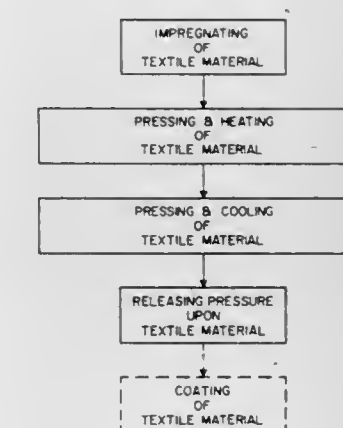 IMPREGNATING
OF
TEXTILE MATERIAL
PRESSING & HEATING
OF
TEXTILE MATERIAL
PRESSING & COOLING
OF
TEXTILE MATERIAL
RELEASING PRESSURE
UPON
TEXTILE MATERIAL
COATING
OF
TEXTILE MATERIAL